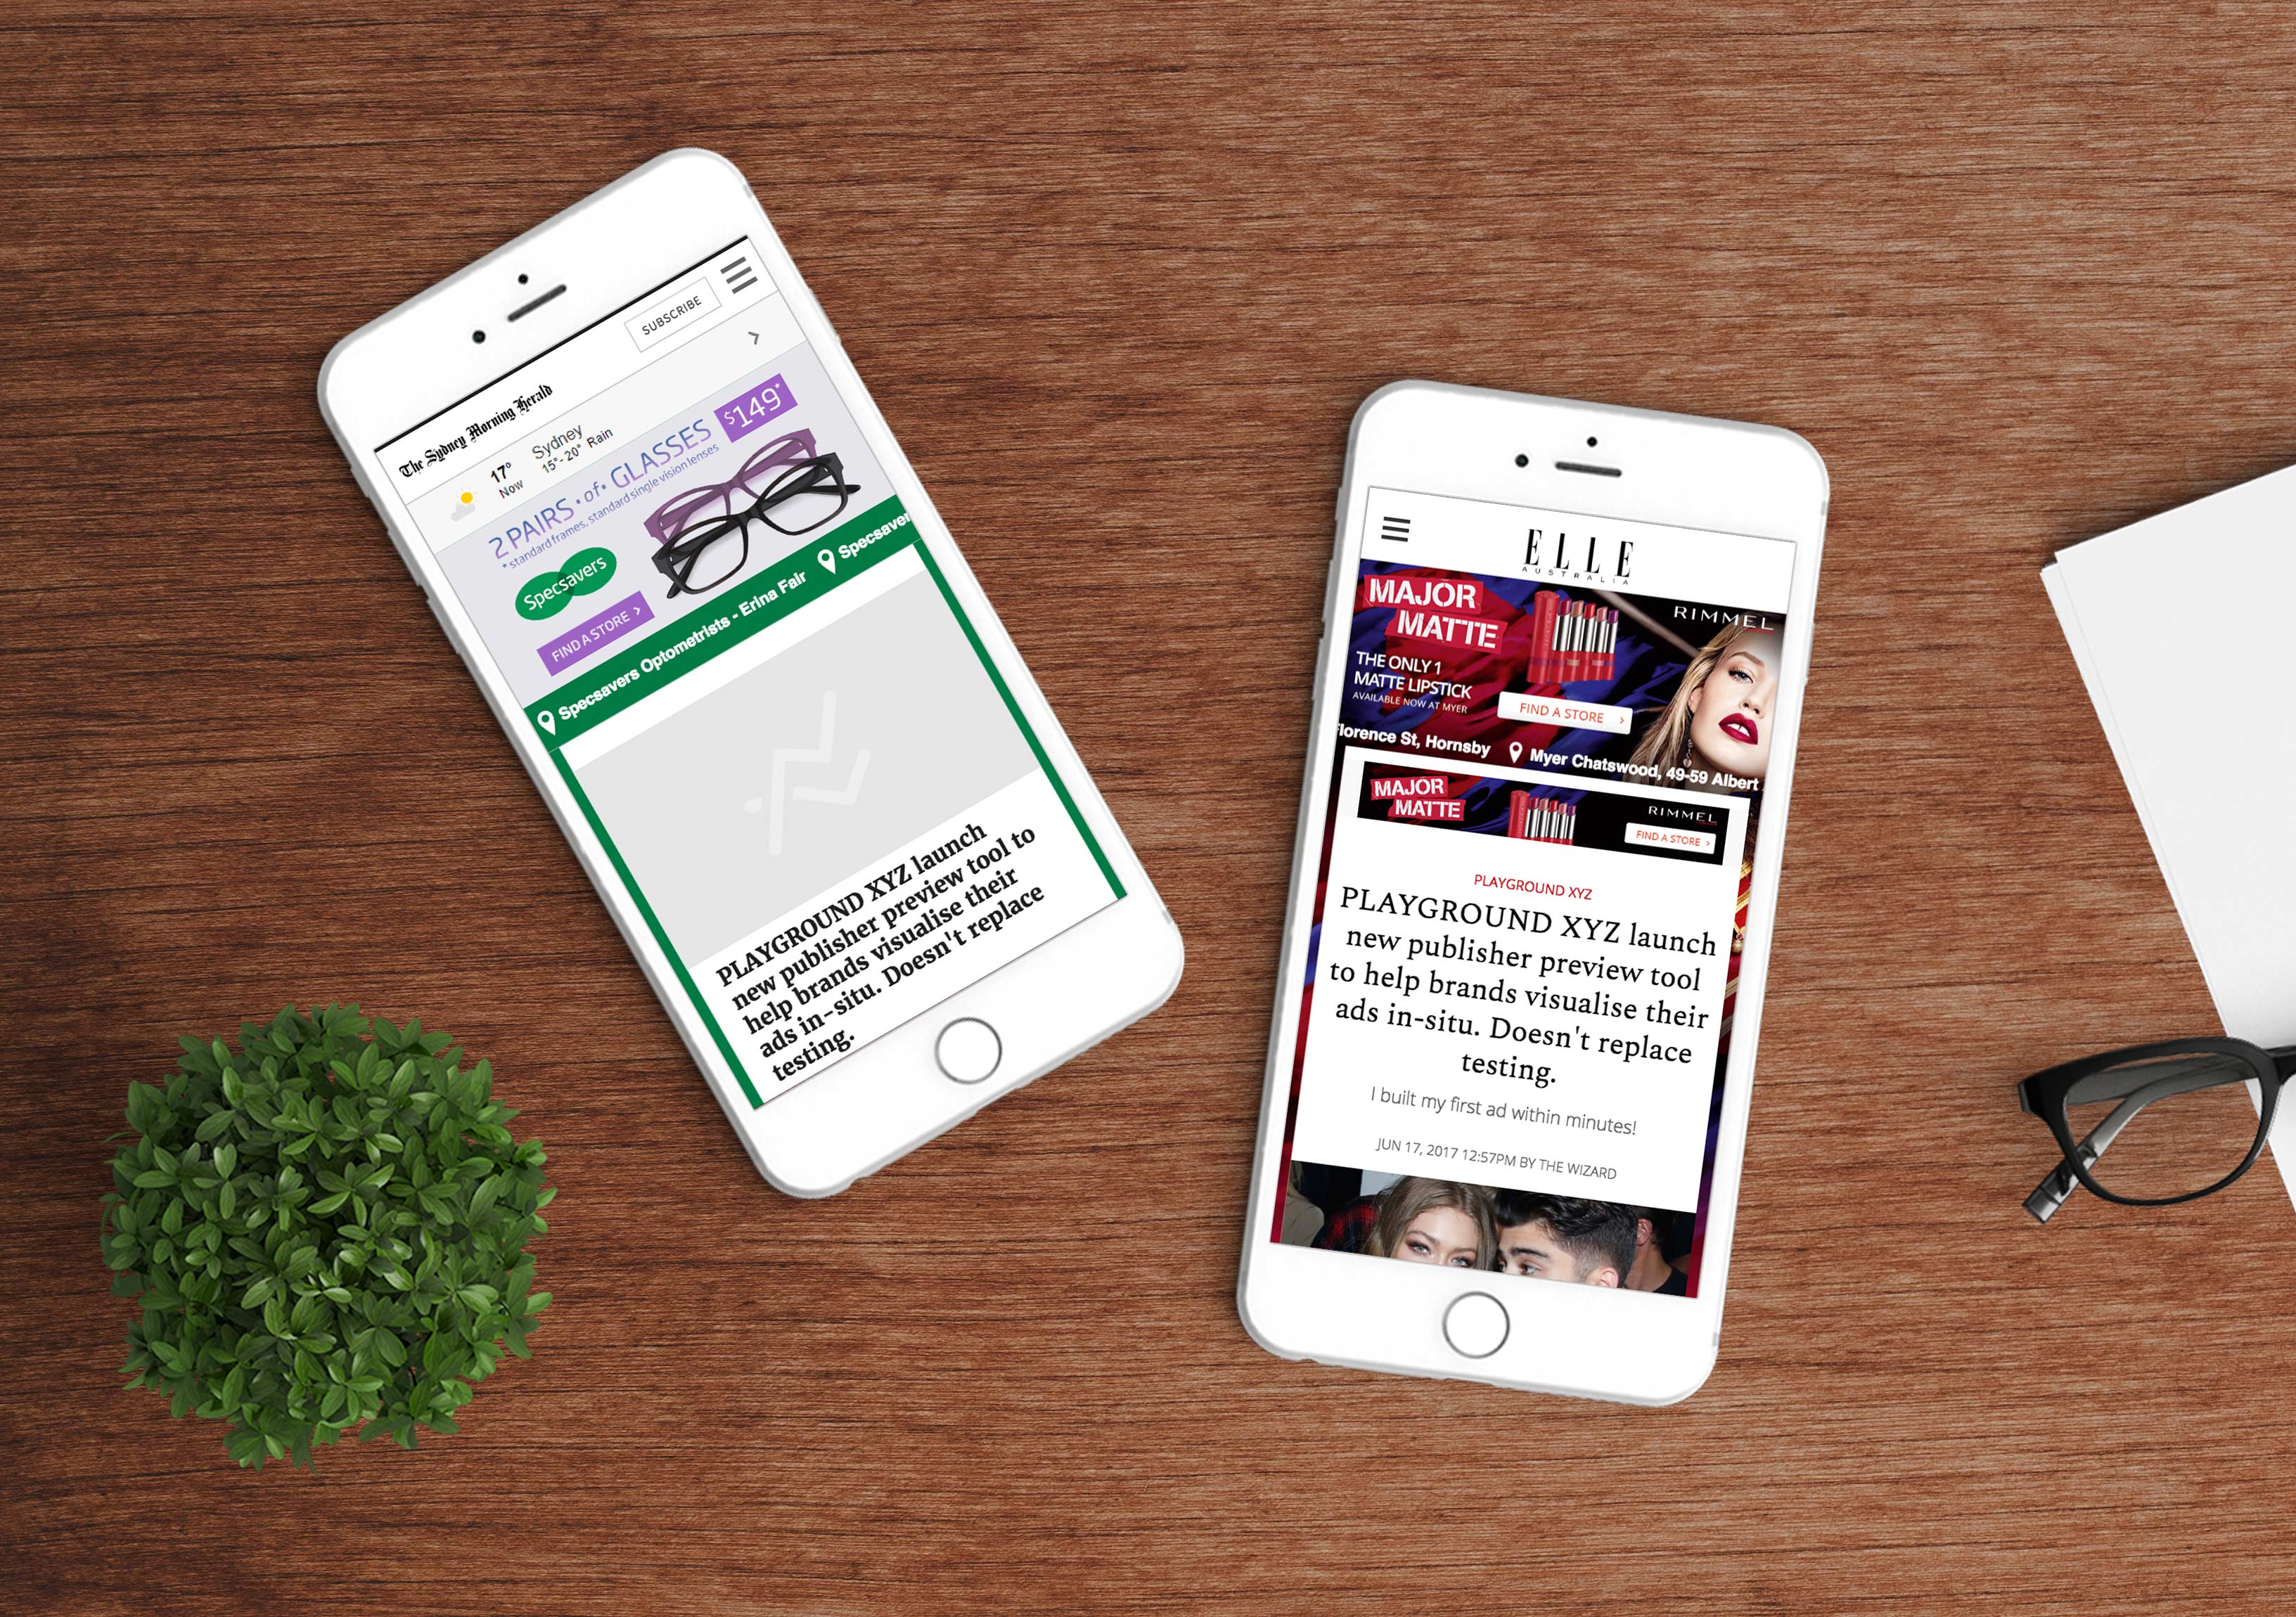 The Sydney Morning Herald
SUBSCRIBE
17°
Now
Sydney
15°- 20° Rain
2 PAIRS • of • GLASSES $149*
*standard frames, standard single vision lenses
Specsavers
FIND A STORE >
Specsavers Optometrists - Erina Fair Specsaver
PLAYGROUND XYZ launch
new publisher preview tool to
help brands visualise their
ads in-situ. Doesn't replace
testing.
ELLE
AUSTRALIA
MAJOR
MATTE
RIMMEL
THE ONLY 1
MATTE LIPSTICK
AVAILABLE NOW AT MYER
FIND A STORE >
lorence St, Hornsby Myer Chatswood, 49-59 Albert
MAJOR
MATTE
RIMMEL
FIND A STORE >
PLAYGROUND XYZ
PLAYGROUND XYZ launch
new publisher preview tool
to help brands visualise their
ads in-situ. Doesn't replace
testing.
I built my first ad within minutes!
JUN 17, 2017 12:57PM BY THE WIZARD